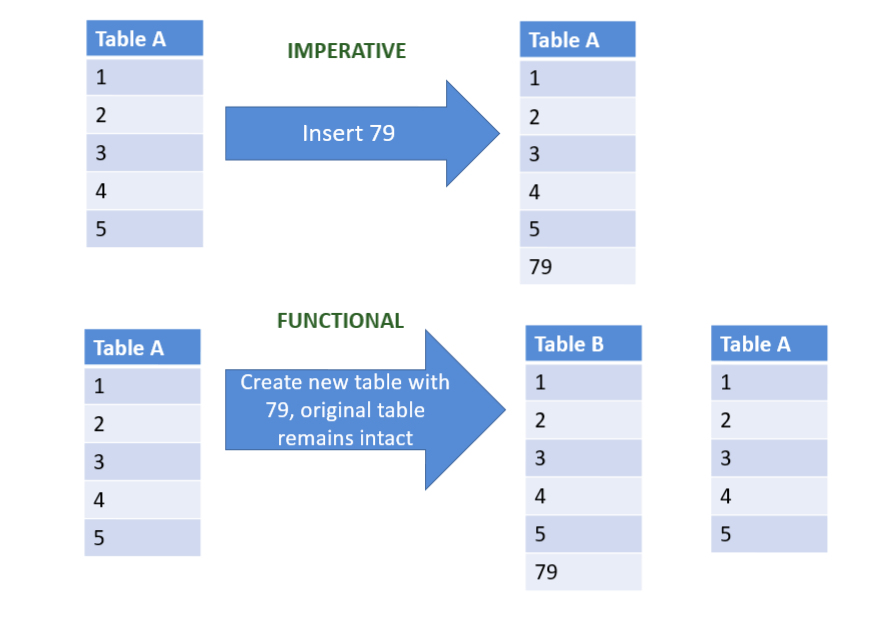 Table A
1
2
3
4
5
IMPERATIVE
Insert 79
Table A
1
2
3
4
5
79
Table A
1
2
3
4
5
FUNCTIONAL
Create new table with
79, original table
remains intact
Table B
1
2
3
4
5
79
Table A
1
2
3
4
5